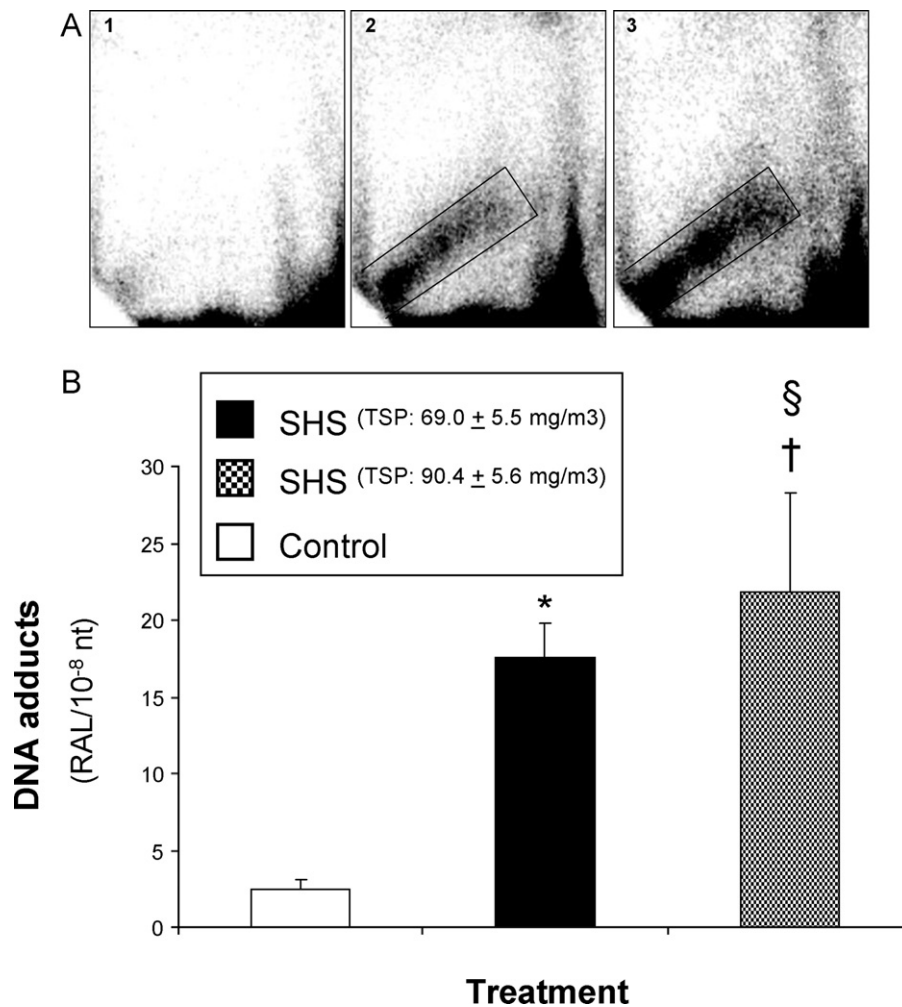 A
1
2
3
B
SHS (TSP: 69.0 ± 5.5 mg/m3)
SHS (TSP: 90.4 ± 5.6 mg/m3)
Control
§
†
*
30
25
20
15
10
5
0
DNA adducts
(RAL/10⁻⁸ nt)
Treatment